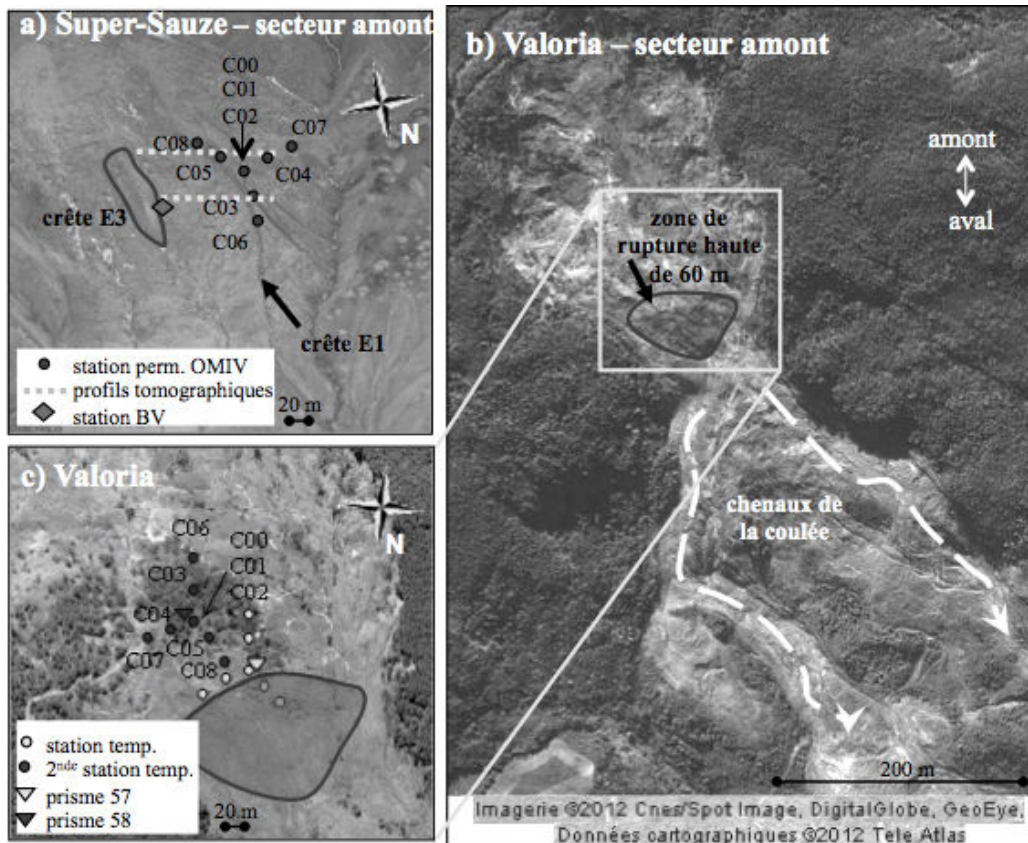 a) Super-Sauze – secteur amont
C00
C01
C02
C07
C08
C05
C04
C03
C06
crête E3
crête E1
N
station perm. OMIV
profils tomographiques
station BV
20 m
b) Valoria – secteur amont
amont
aval
zone de
rupture haute
de 60 m
chenaux de
la coulée
200 m
Imagerie ©2012 Cnes/Spot Image, DigitalGlobe, GeoEye,
Données cartographiques ©2012 Tele Atlas
c) Valoria
C06
C00
C03
C01
C02
C04
C05
C07
C08
N
station temp.
2nde station temp.
prisme 57
prisme 58
20 m